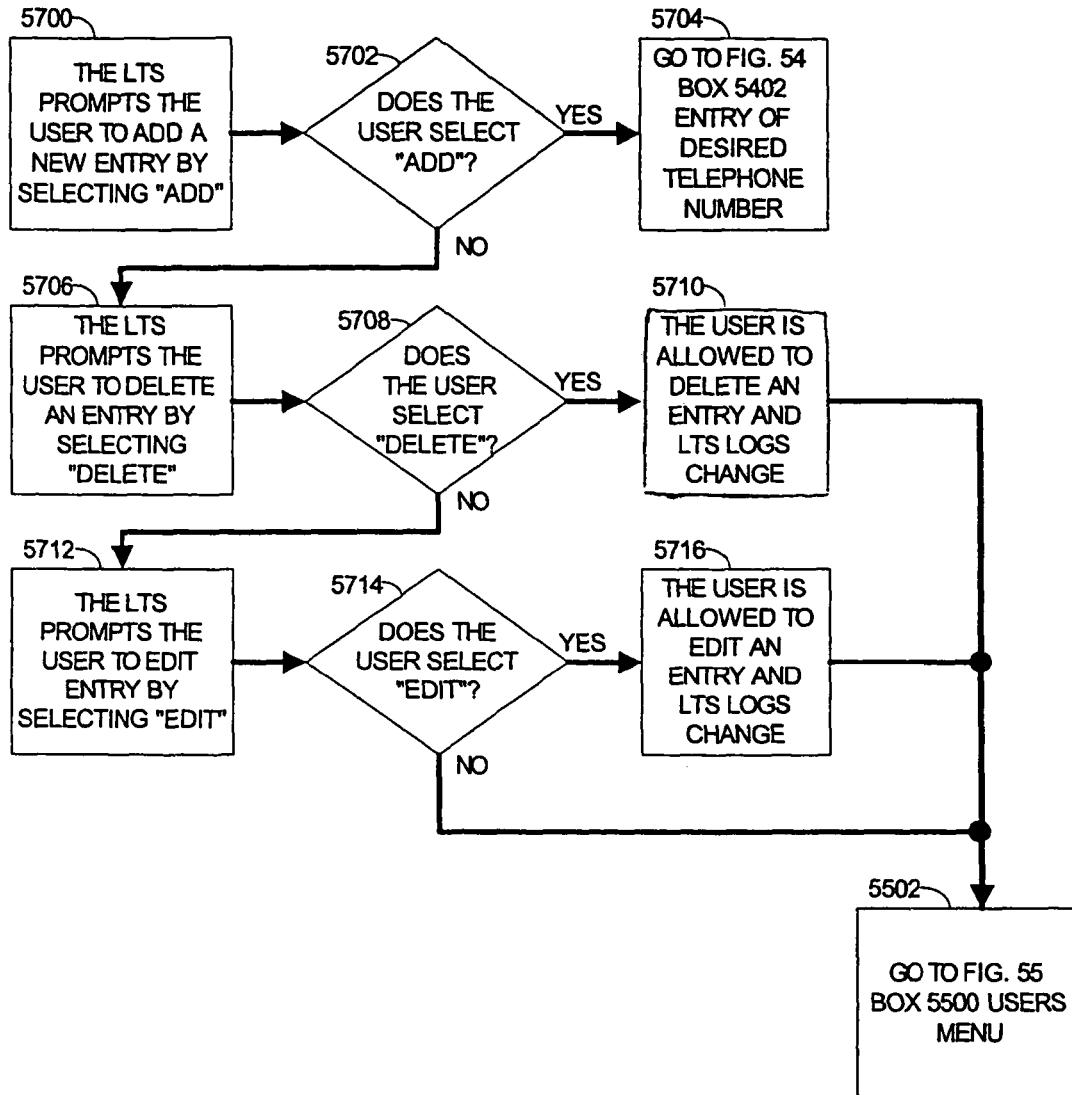 5700
THE LTS
PROMPTS THE
USER TO ADD A
NEW ENTRY BY
SELECTING "ADD"
5702
DOES THE
USER SELECT
"ADD"?
YES
NO
5704
GO TO FIG. 54
BOX 5402
ENTRY OF
DESIRED
TELEPHONE
NUMBER
5706
THE LTS
PROMPTS THE
USER TO DELETE
AN ENTRY BY
SELECTING
"DELETE"
5708
DOES
THE USER
SELECT
"DELETE"?
YES
NO
5710
THE USER IS
ALLOWED TO
DELETE AN
ENTRY AND
LTS LOGS
CHANGE
5712
THE LTS
PROMPTS THE
USER TO EDIT
ENTRY BY
SELECTING "EDIT"
5714
DOES THE
USER SELECT
"EDIT"?
YES
NO
5716
THE USER IS
ALLOWED TO
EDIT AN
ENTRY AND
LTS LOGS
CHANGE
5502
GO TO FIG. 55
BOX 5500 USERS
MENU